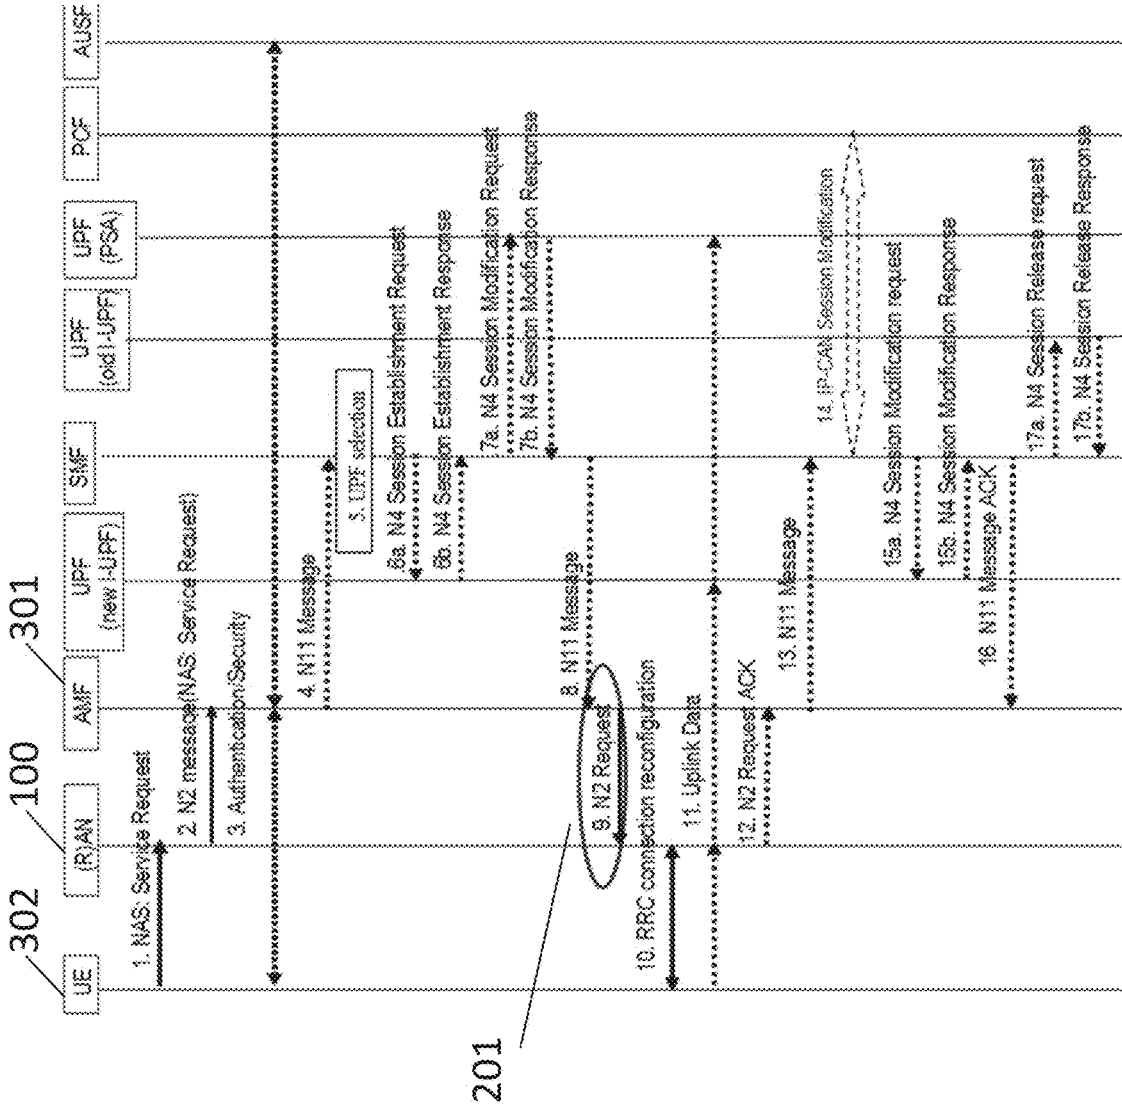 302
100
301
UE
(R)AN
AMF
UPF
(new I-UPF)
SMF
UPF
(old I-UPF)
UPF
(PSA)
PCF
AUSF
1. NAS: Service Request
2. N2 message(NAS: Service Request)
3. Authentication/Security
4. N11 Message
5. UPF selection
6a. N4 Session Establishment Request
6b. N4 Session Establishment Response
7a. N4 Session Modification Request
7b. N4 Session Modification Response
8. N11 Message
9. N2 Request
201
10. RRC connection reconfiguration
11. Uplink Data
12. N2 Request ACK
13. N11 Message
14. IP-CAN Session Modification
15a. N4 Session Modification request
15b. N4 Session Modification Response
16. N11 Message ACK
17a. N4 Session Release request
17b. N4 Session Release Response